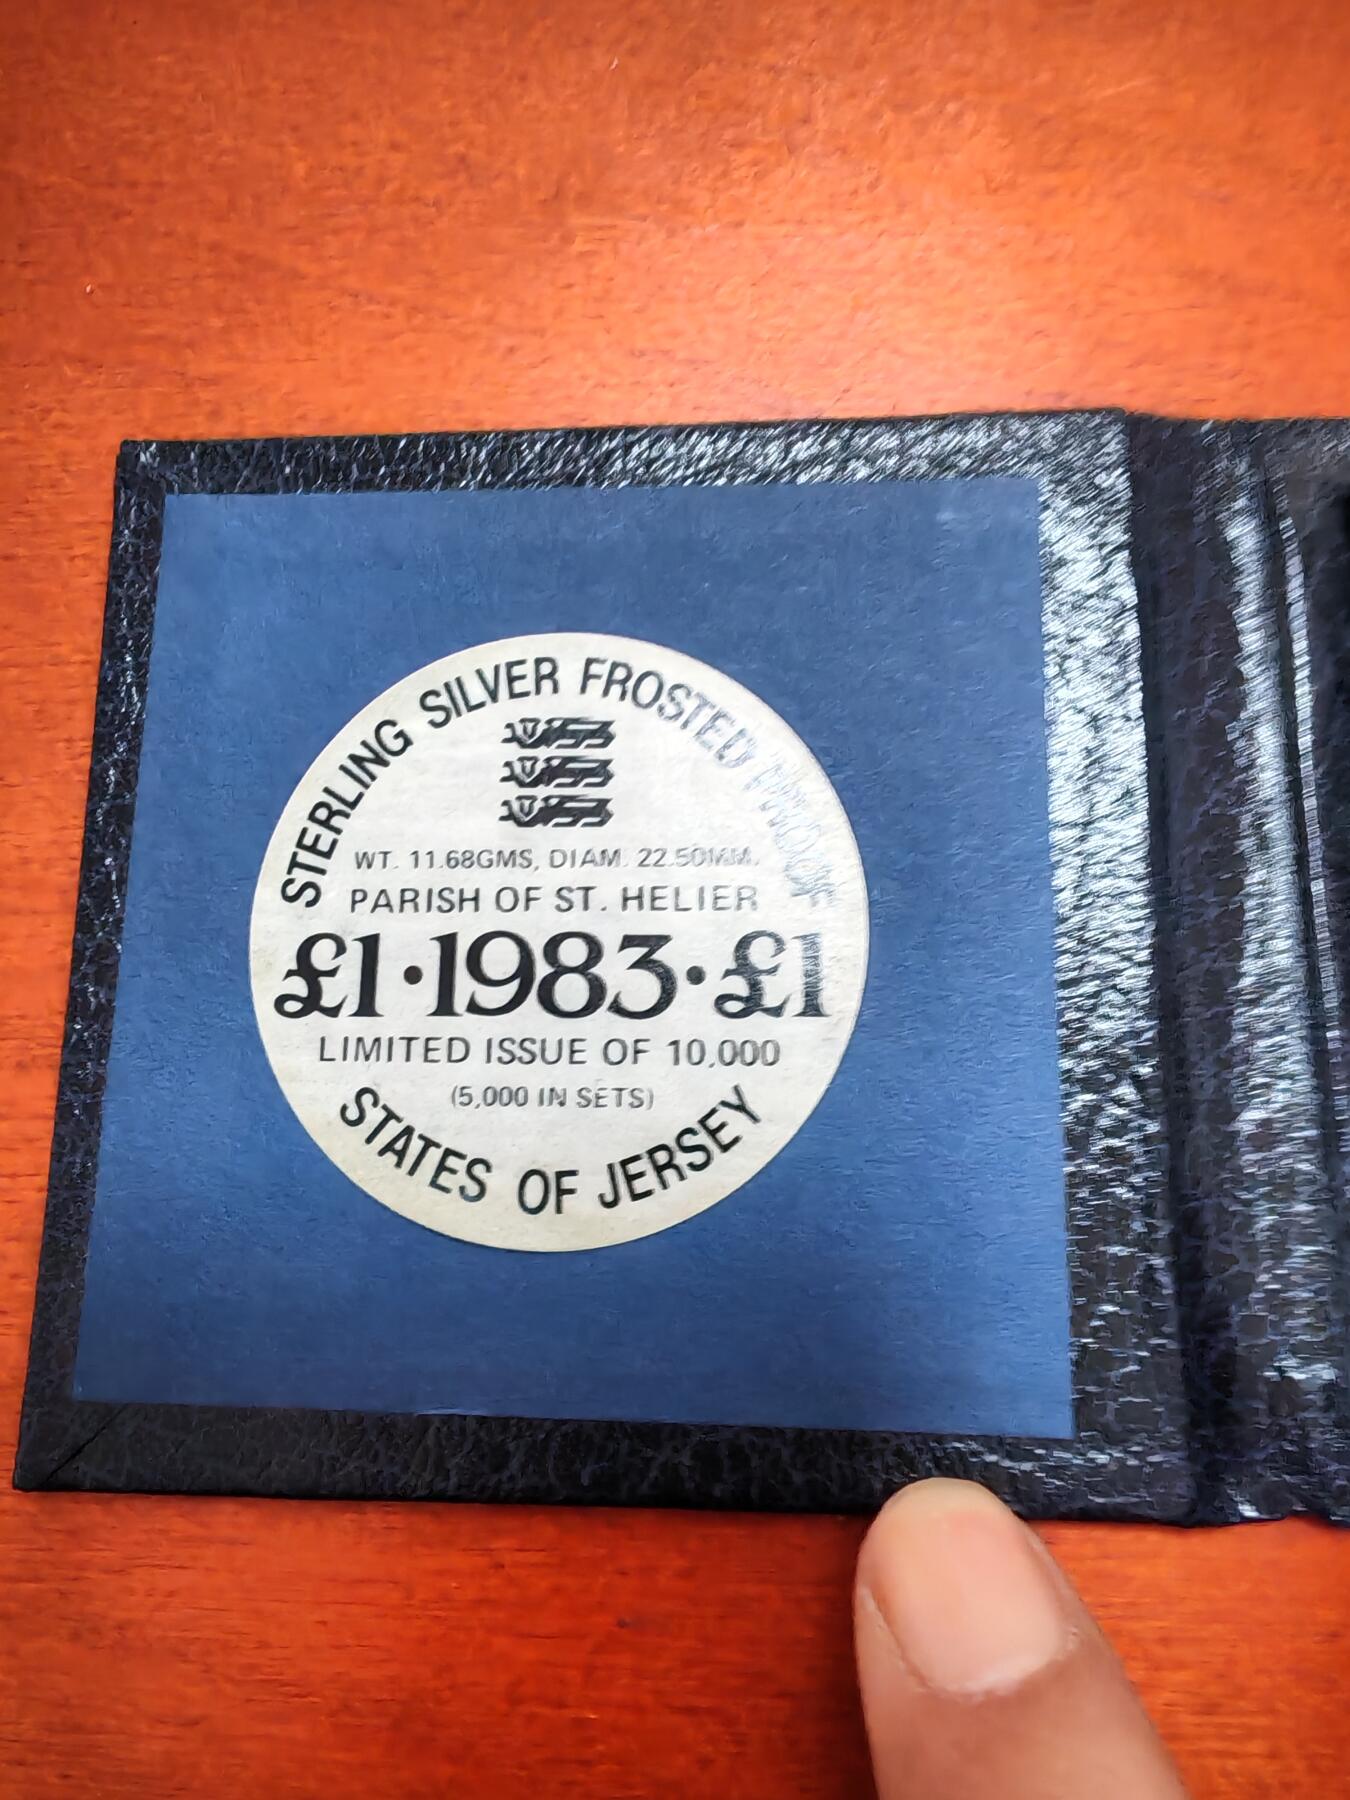 STERLING SILVER FROSTED PROOF
WT. 11.68GMS, DIAM. 22.50MM.
PARISH OF ST. HELIER
£1·1983·£1
LIMITED ISSUE OF 10,000
(5,000 IN SETS)
STATES OF JERSEY